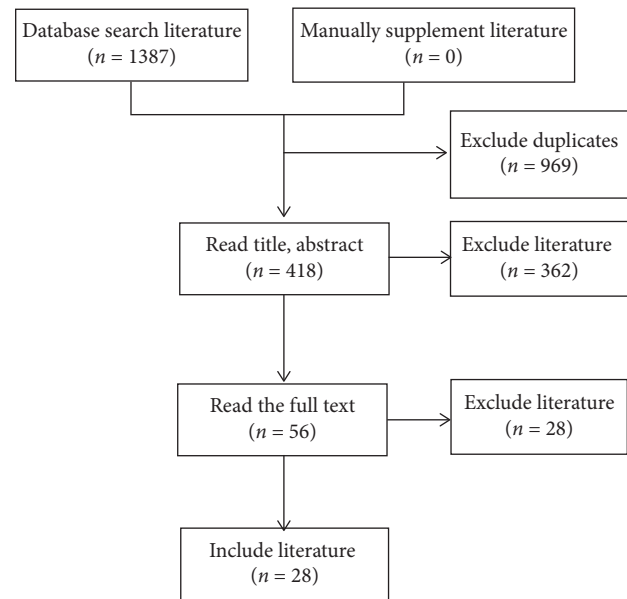 Database search literature
(n = 1387)
Manually supplement literature
(n = 0)
Exclude duplicates
(n = 969)
Read title, abstract
(n = 418)
Exclude literature
(n = 362)
Read the full text
(n = 56)
Exclude literature
(n = 28)
Include literature
(n = 28)